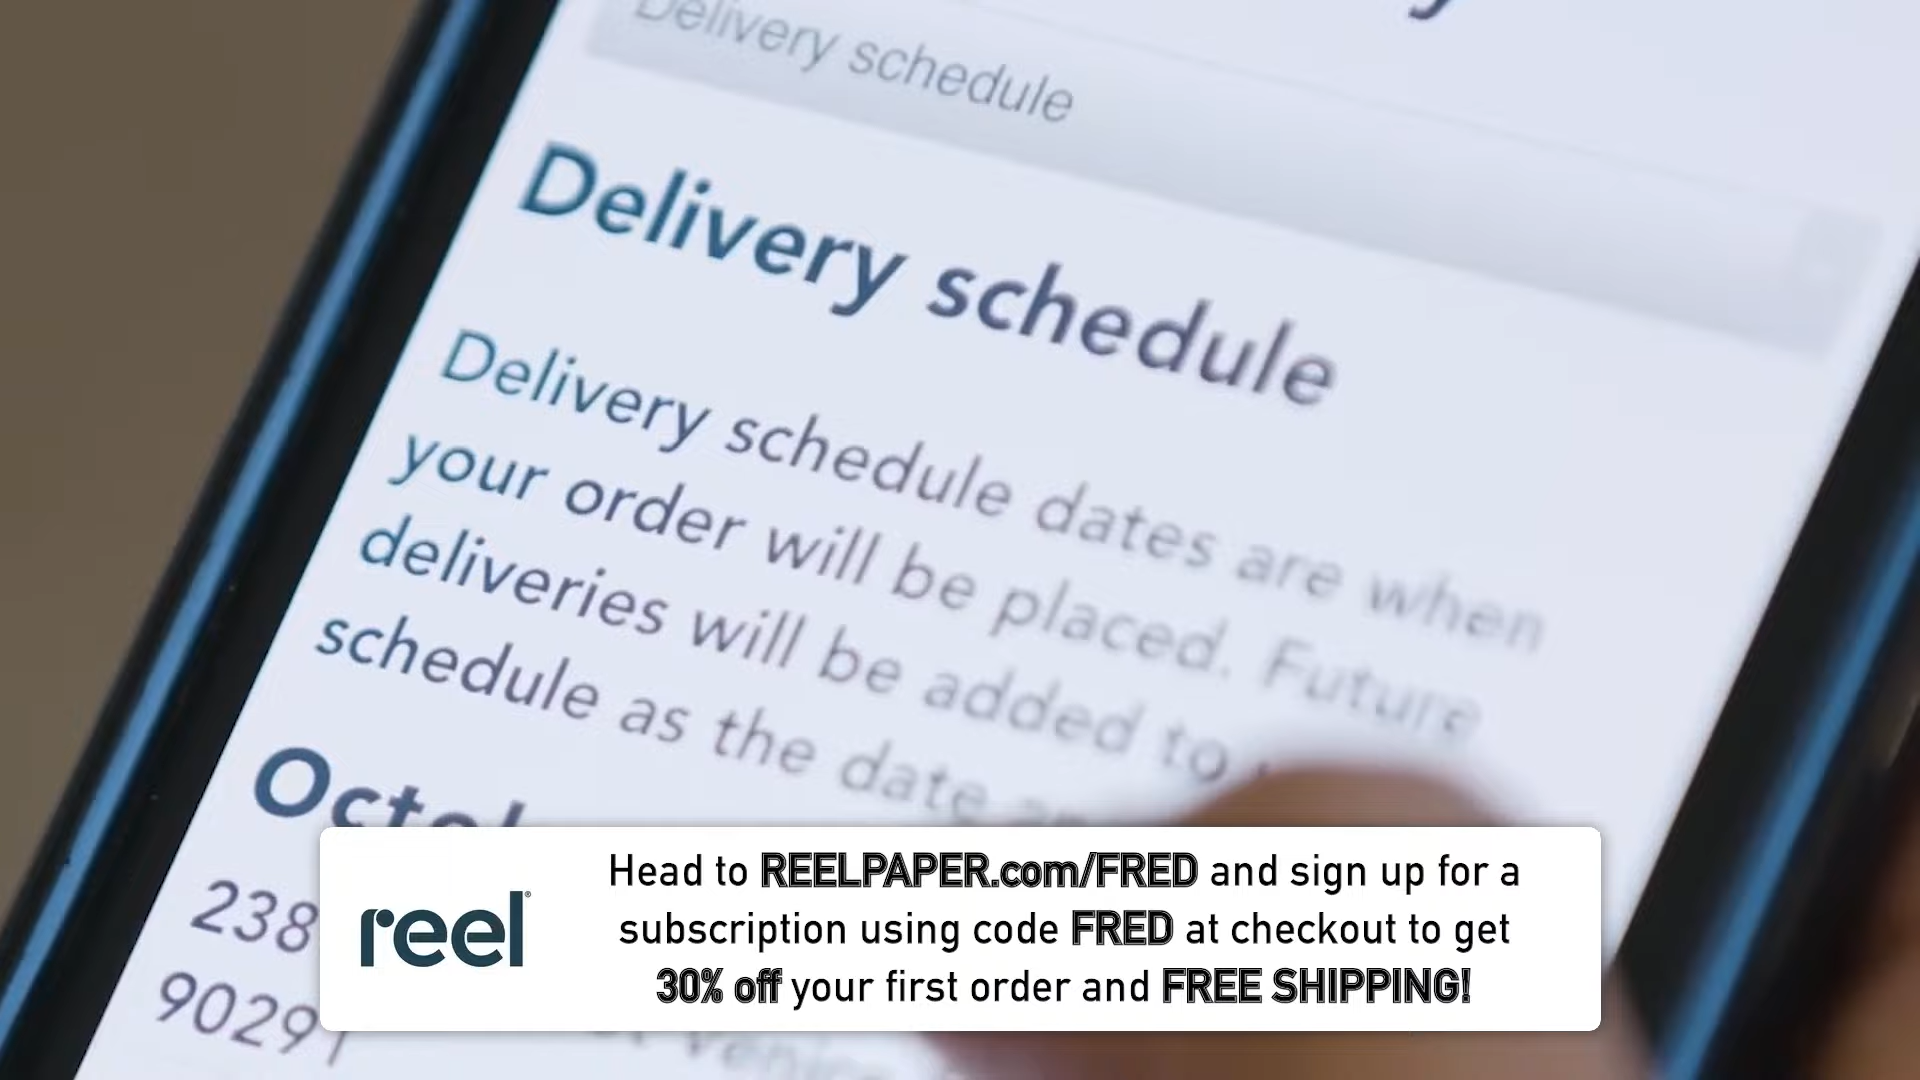 Delivery schedule
Delivery schedule
Delivery schedule dates are when
your order will be placed. Future
deliveries will be added to
schedule as the date
238
90291
Venice
reel®
Head to REELPAPER.com/FRED and sign up for a
subscription using code FRED at checkout to get
30% off your first order and FREE SHIPPING!